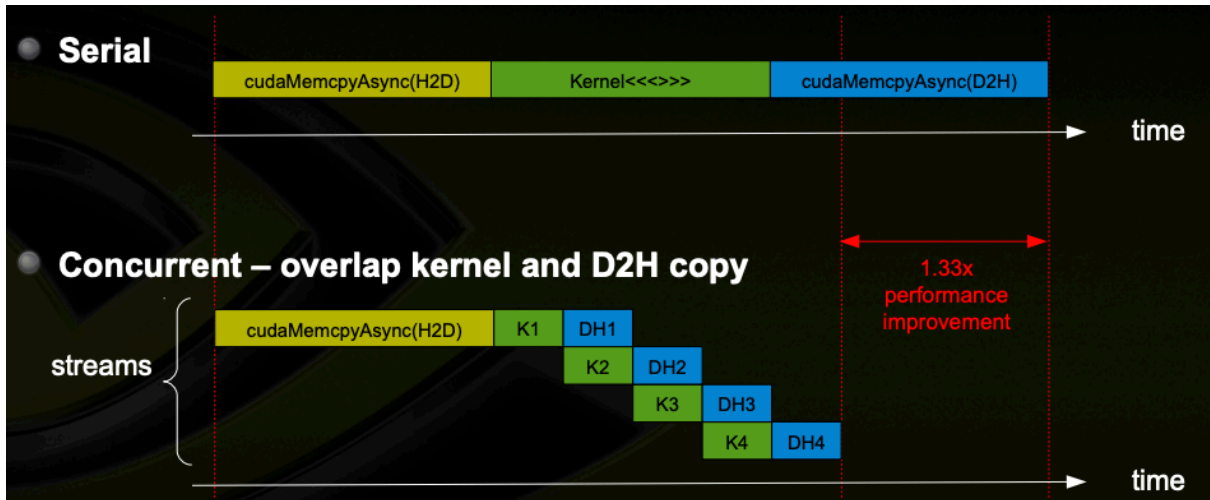 Serial
cudaMemcpyAsync(H2D) Kernel<<<>>> cudaMemcpyAsync(D2H)
time
Concurrent – overlap kernel and D2H copy
1.33x
performance
improvement
streams
cudaMemcpyAsync(H2D) K1 DH1
K2 DH2
K3 DH3
K4 DH4
time